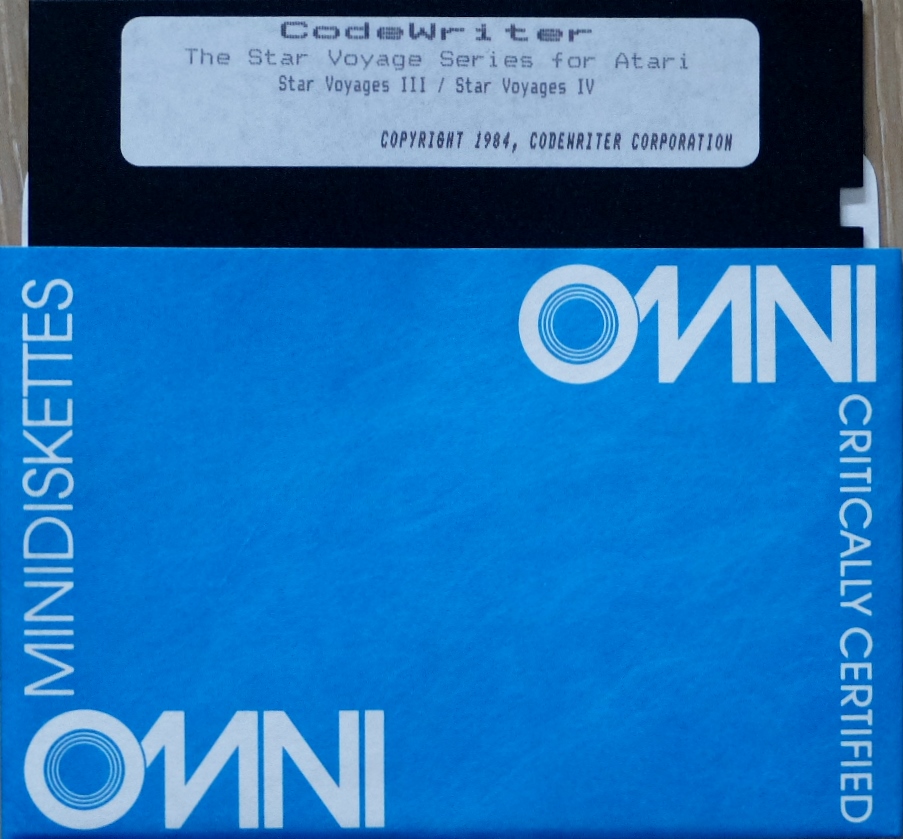 CodeWriter
The Star Voyage Series for Atari
Star Voyages III / Star Voyages IV
COPYRIGHT 1984, CODEWRITER CORPORATION
OMNI
CRITICALLY CERTIFIED
MINIDISKETTES
OMNI